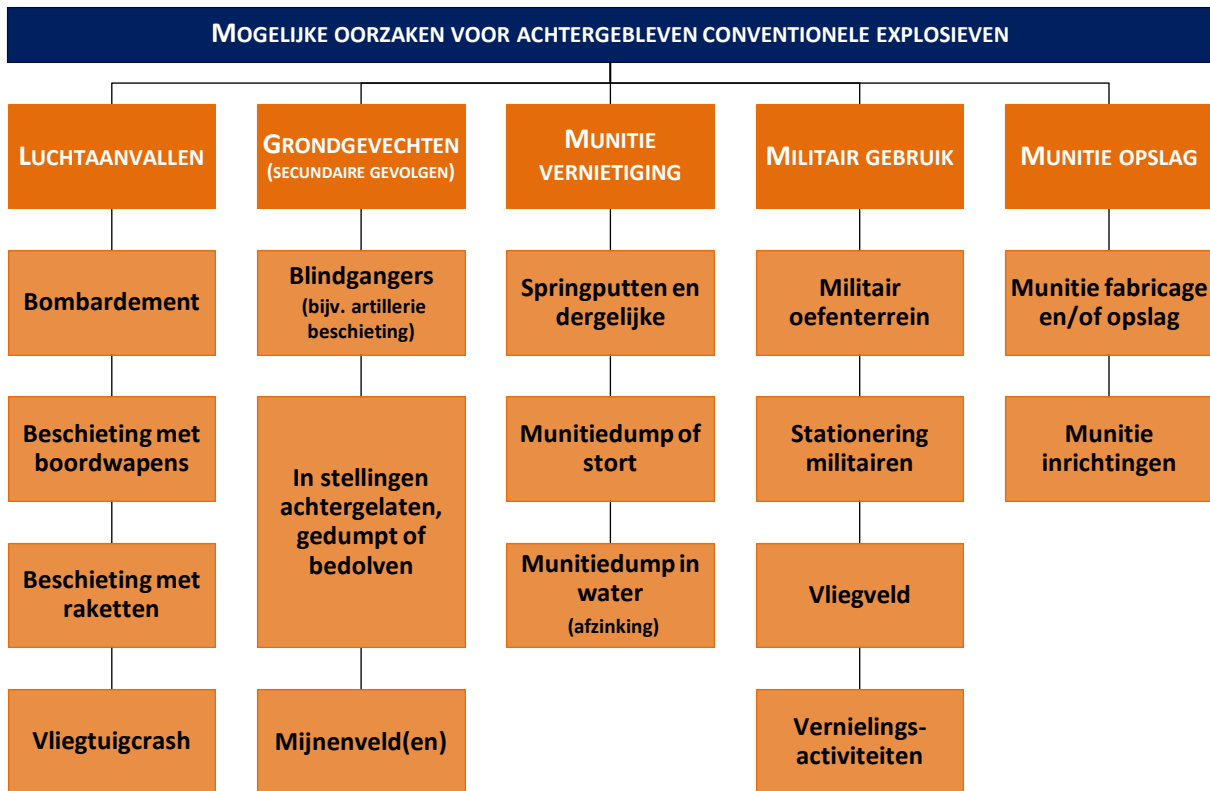 MOGELIJKE OORZAKEN VOOR ACHTERGEBLEVEN CONVENTIONELE EXPLOSIEVEN
LUCHTAANVALLEN
Bombardement
Beschieting met
boordwapens
Beschieting met
raketten
Vliegtuigcrash
GRONDGEVECHTEN
(SECUNDAIRE GEVOLGEN)
Blindgangers
(bijv. artillerie
beschieting)
In stellingen
achtergelaten,
gedumpt of
bedolven
Mijnenveld(en)
MUNITIE
VERNIETIGING
Springputten en
dergelijke
Munitiedump of
stort
Munitiedump in
water
(afzinking)
MILITAIR GEBRUIK
Militair
oefenterrein
Stationering
militairen
Vliegveld
Vernielings-
activiteiten
MUNITIE OPSLAG
Munitie fabricage
en/of opslag
Munitie
inrichtingen